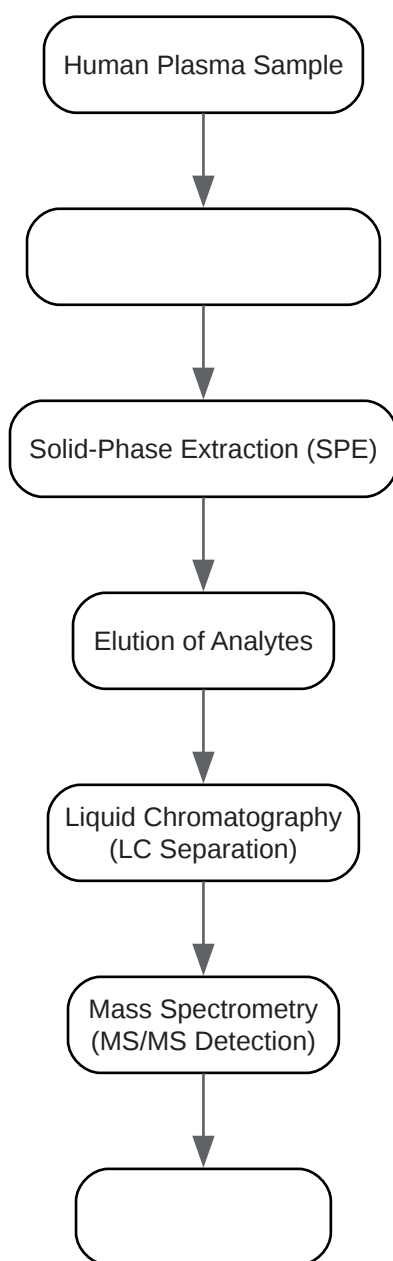 Human Plasma Sample
Solid-Phase Extraction (SPE)
Elution of Analytes
Liquid Chromatography
(LC Separation)
Mass Spectrometry
(MS/MS Detection)